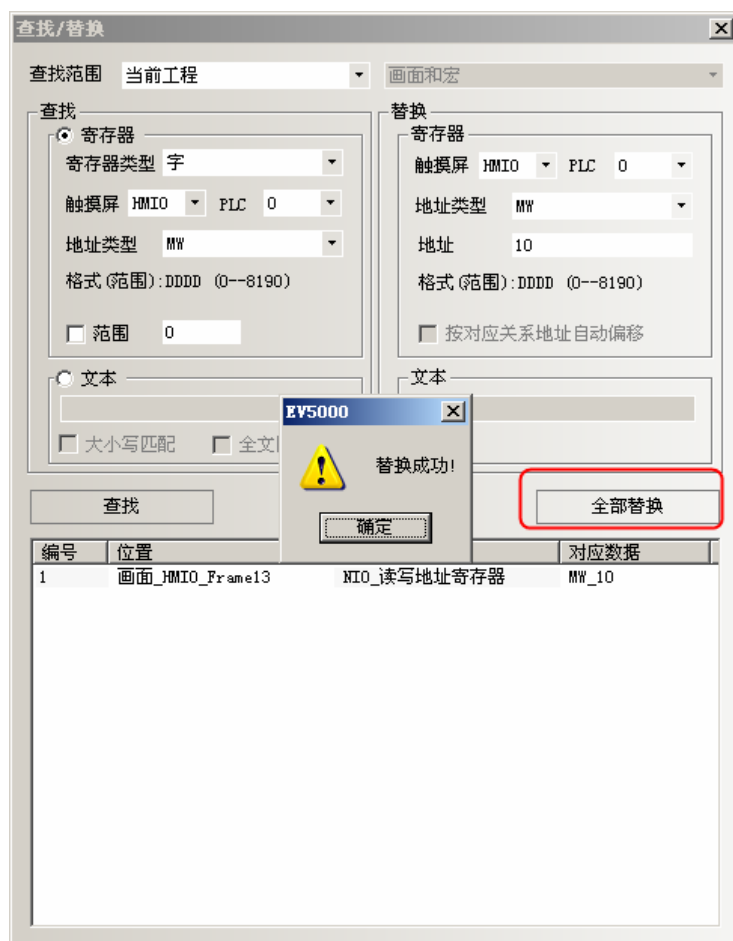 查找/替换
查找范围 当前工程 画面和宏
查找
寄存器
寄存器类型 字
触摸屏 HMI0 PLC 0
地址类型 MW
格式(范围):DDDD (0--8190)
范围 0
文本
大小写匹配 全文
查找
替换
寄存器
触摸屏 HMI0 PLC 0
地址类型 MW
地址 10
格式(范围):DDDD (0--8190)
按对应关系地址自动偏移
文本
全部替换
EV5000
替换成功!
确定
编号 位置 对应数据
1 画面_HMI0_Frame13 NI0_读写地址寄存器 MW_10